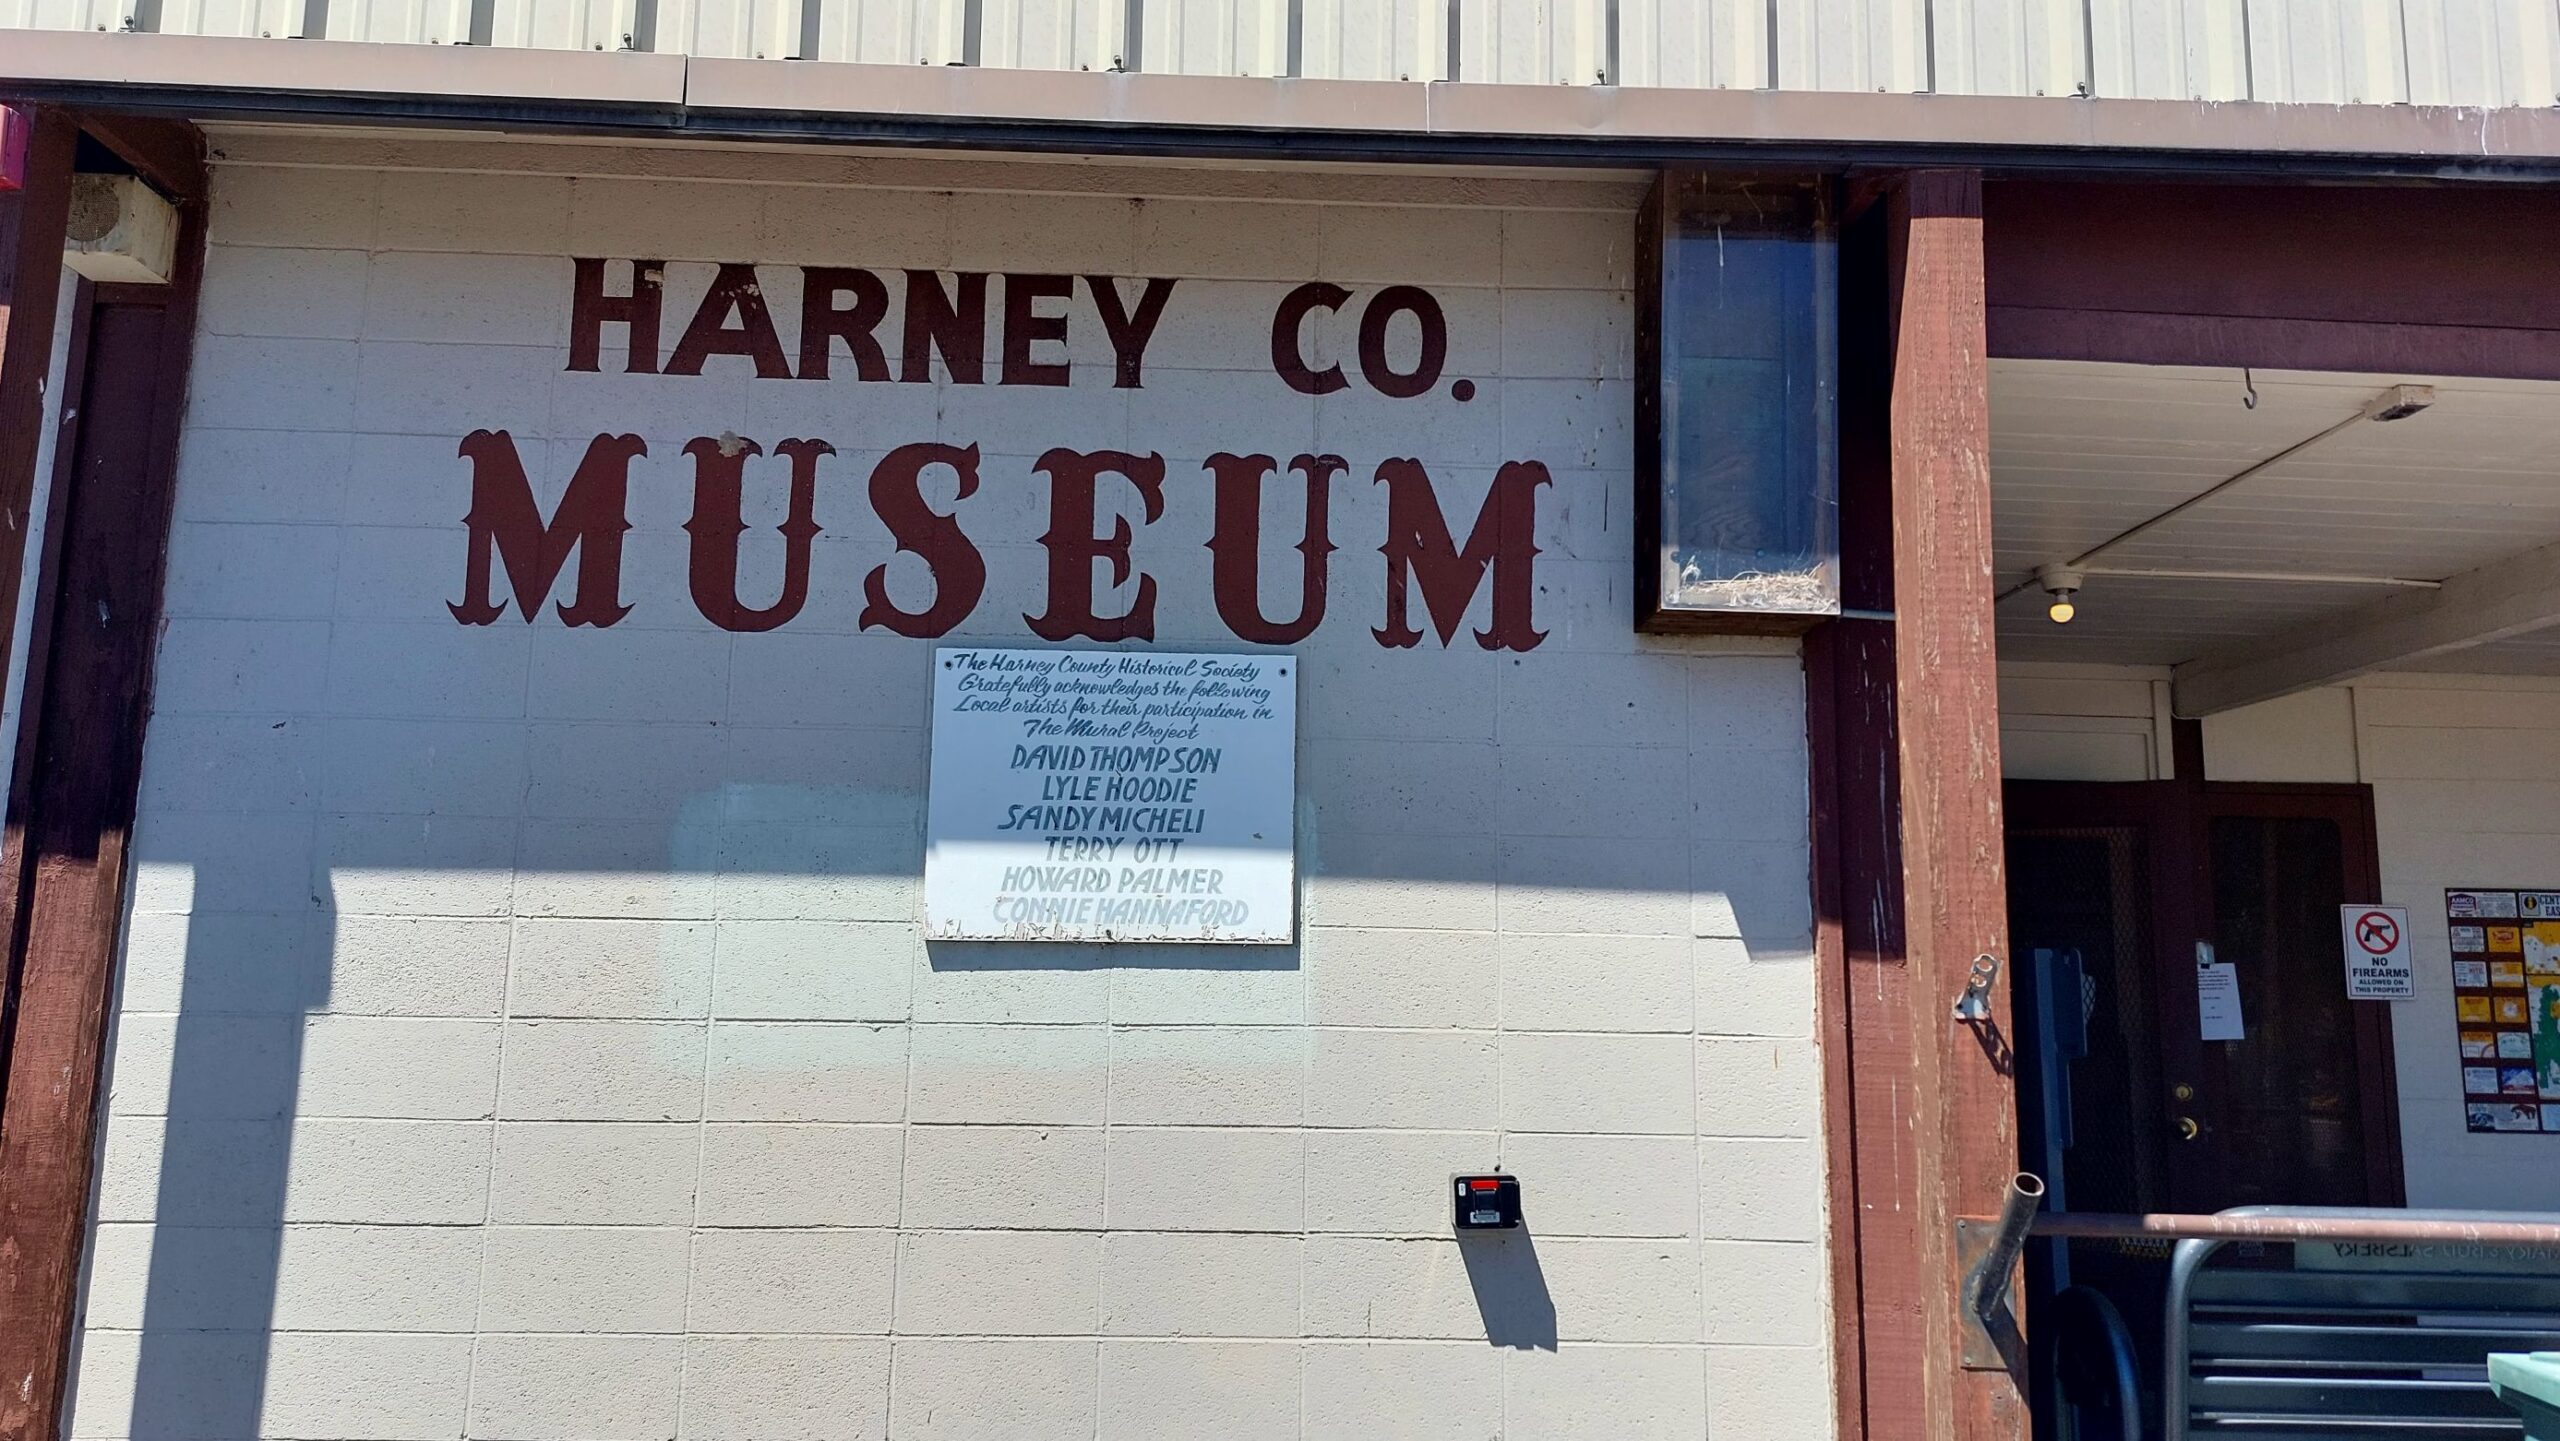 HARNEY CO.
MUSEUM
The Harney County Historical Society
Gratefully acknowledges the following
Local artists for their participation in
The Mural Project
DAVID THOMPSON
LYLE HOODIE
SANDY MICHELI
TERRY OTT
HOWARD PALMER
CONNIE HANNAFORD
NO
FIREARMS
ALLOWED ON
THIS PROPERTY
AAMCO